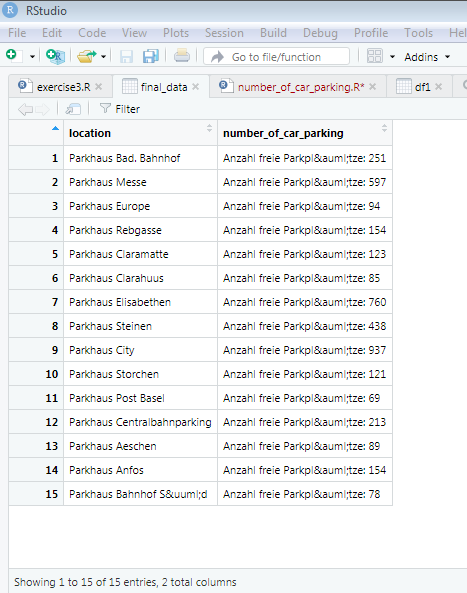 RStudio
File Edit Code View Plots Session Build Debug Profile Tools Help
Go to file/function Addins
exercise3.R final_data number_of_car_parking.R* df1
Filter
location number_of_car_parking
1 Parkhaus Bad. Bahnhof Anzahl freie Parkpl&auml;tze: 251
2 Parkhaus Messe Anzahl freie Parkpl&auml;tze: 597
3 Parkhaus Europe Anzahl freie Parkpl&auml;tze: 94
4 Parkhaus Rebgasse Anzahl freie Parkpl&auml;tze: 154
5 Parkhaus Claramatte Anzahl freie Parkpl&auml;tze: 123
6 Parkhaus Clarahuus Anzahl freie Parkpl&auml;tze: 85
7 Parkhaus Elisabethen Anzahl freie Parkpl&auml;tze: 760
8 Parkhaus Steinen Anzahl freie Parkpl&auml;tze: 438
9 Parkhaus City Anzahl freie Parkpl&auml;tze: 937
10 Parkhaus Storchen Anzahl freie Parkpl&auml;tze: 121
11 Parkhaus Post Basel Anzahl freie Parkpl&auml;tze: 69
12 Parkhaus Centralbahnparking Anzahl freie Parkpl&auml;tze: 213
13 Parkhaus Aeschen Anzahl freie Parkpl&auml;tze: 89
14 Parkhaus Anfos Anzahl freie Parkpl&auml;tze: 154
15 Parkhaus Bahnhof S&uuml;d Anzahl freie Parkpl&auml;tze: 78
Showing 1 to 15 of 15 entries, 2 total columns